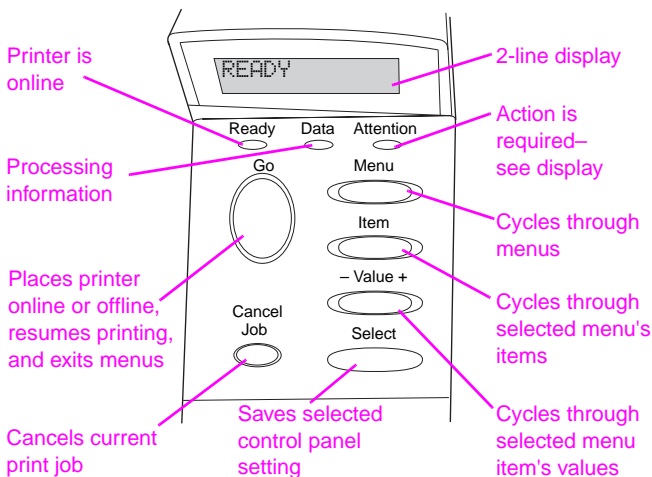 Printer is
online
READY
2-line display
Ready Data Attention
Action is
required–
see display
Processing
information
Go
Menu
Cycles through
menus
Item
Places printer
online or offline,
resumes printing,
and exits menus
– Value +
Cycles through
selected menu's
items
Cancel
Job
Select
Cancels current
print job
Saves selected
control panel
setting
Cycles through
selected menu
item's values